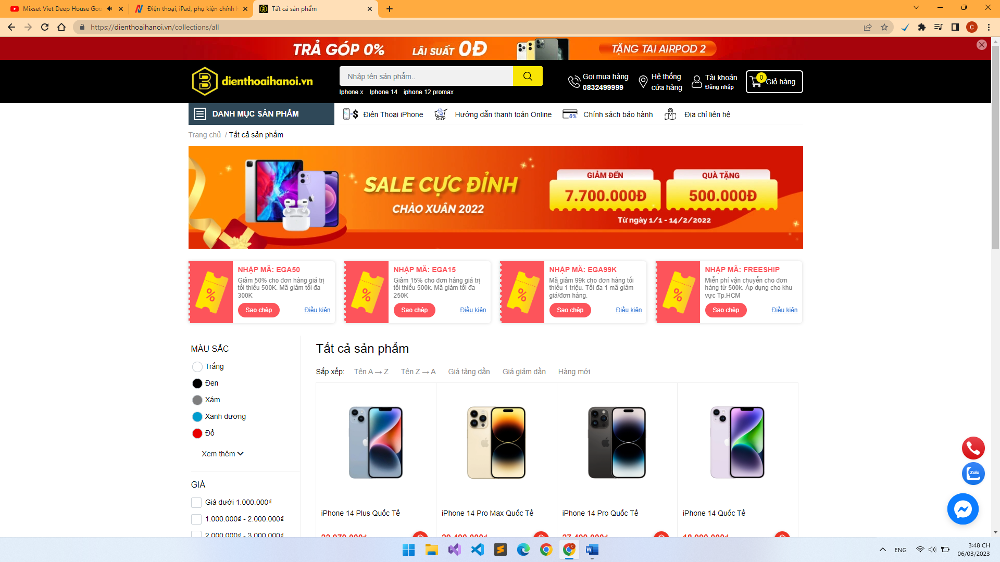 Mixset Viet Deep House Goo
Điện thoại, iPad, phụ kiện chính h
Tất cả sản phẩm
https://dienthoaihanoi.vn/collections/all
C
TRẢ GÓP 0%
LÃI SUẤT 0Đ
TẶNG TAI AIRPOD 2
dienthoaihanoi.vn
Nhập tên sản phẩm..
Iphone x
Iphone 14
iphone 12 promax
Gọi mua hàng
0832499999
Hệ thống
cửa hàng
Tài khoản
Đăng nhập
0
Giỏ hàng
DANH MỤC SẢN PHẨM
Điện Thoại iPhone
Hướng dẫn thanh toán Online
0%
Chính sách bảo hành
Địa chỉ liên hệ
Trang chủ / Tất cả sản phẩm
SALE CỰC ĐỈNH
CHÀO XUÂN 2022
GIẢM ĐẾN
7.700.000Đ
QUÀ TẶNG
500.000Đ
Từ ngày 1/1 - 14/2/2022
%
NHẬP MÃ: EGA50
Giảm 50% cho đơn hàng giá trị
tối thiểu 500K. Mã giảm tối đa
300K
Sao chép
Điều kiện
%
NHẬP MÃ: EGA15
Giảm 15% cho đơn hàng giá trị
tối thiểu 500k. Mã giảm tối đa
250K
Sao chép
Điều kiện
%
NHẬP MÃ: EGA99K
Mã giảm 99k cho đơn hàng tối
thiểu 1 triệu. Tối đa 1 mã giảm
giá/đơn hàng.
Sao chép
Điều kiện
%
NHẬP MÃ: FREESHIP
Miễn phí vận chuyển cho đơn
hàng từ 500k. Áp dụng cho khu
vực Tp.HCM
Sao chép
Điều kiện
MÀU SẮC
Trắng
Đen
Xám
Xanh dương
Đỏ
Xem thêm
GIÁ
Giá dưới 1.000.000₫
1.000.000₫ - 2.000.000₫
2.000.000₫ - 3.000.000₫
Tất cả sản phẩm
Sắp xếp:
Tên A → Z
Tên Z → A
Giá tăng dần
Giá giảm dần
Hàng mới
iPhone 14 Plus Quốc Tế
iPhone 14 Pro Max Quốc Tế
iPhone 14 Pro Quốc Tế
iPhone 14 Quốc Tế
Zalo
ENG
3:48 CH
06/03/2023